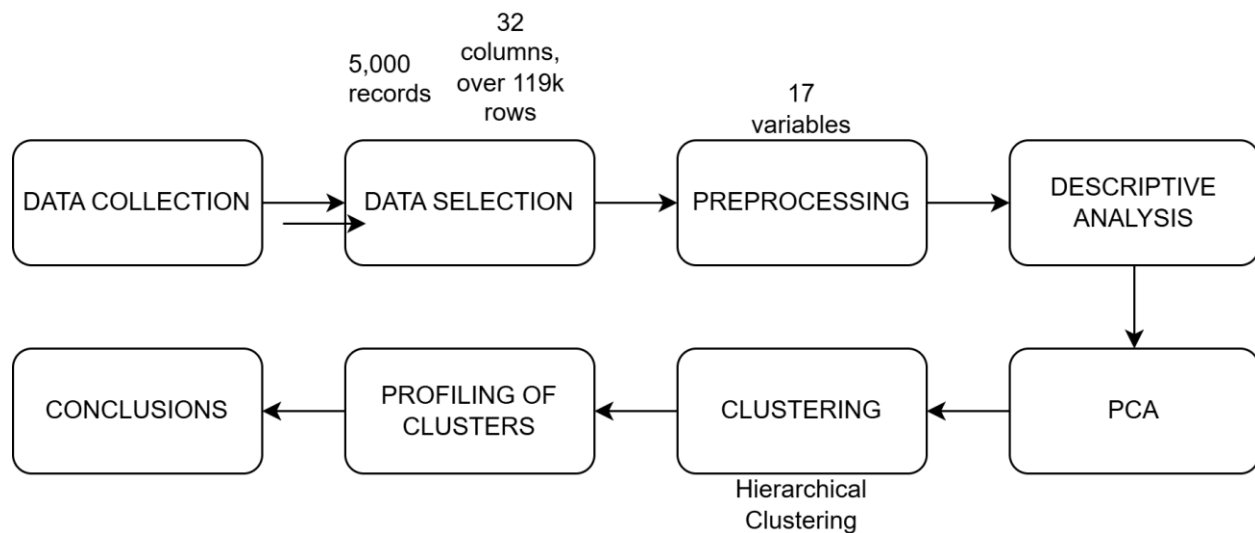 32
columns,
over 119k
rows
5,000
records
17
variables
DATA COLLECTION
DATA SELECTION
PREPROCESSING
DESCRIPTIVE
ANALYSIS
CONCLUSIONS
PROFILING OF
CLUSTERS
CLUSTERING
PCA
Hierarchical
Clustering